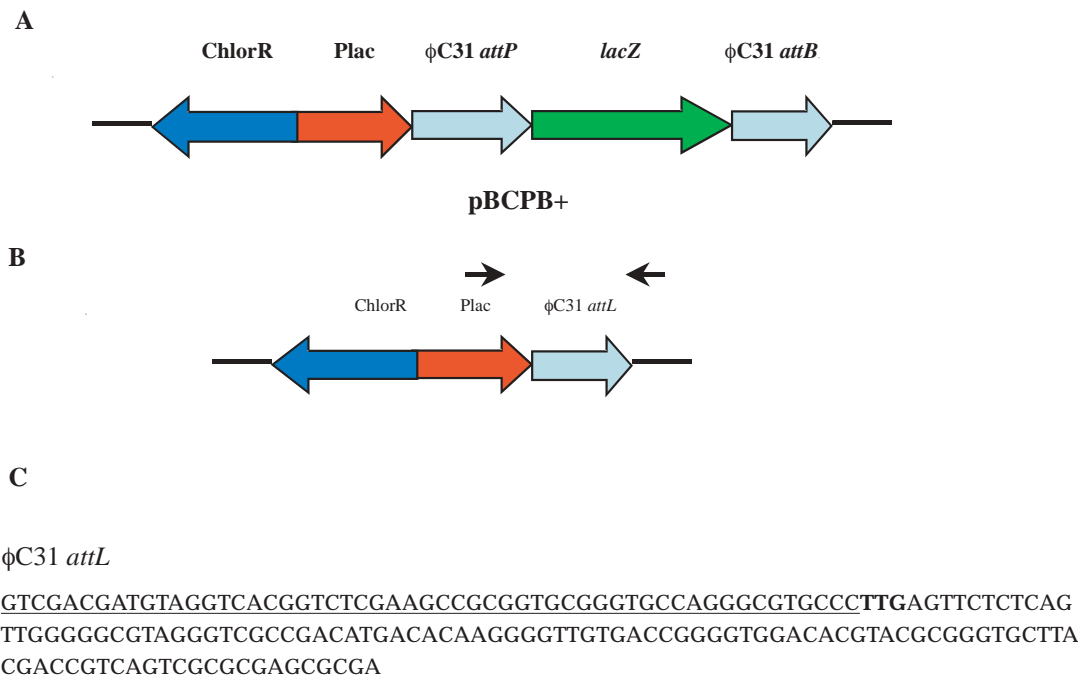 A
ChlorR Plac ϕC31 attP lacZ ϕC31 attB
pBCPB+
B
ChlorR Plac ϕC31 attL
C
ϕC31 attL
GTCGACGATGTAGGTCACGGTCTCGAAGCCGCGGTGCGGGTGCCAGGGCGTGCCCTTGAGTTCTCTCAG
TTGGGGGCGTAGGGTCGCCGACATGACACAAGGGGTTGTGACCGGGGTGGACACGTACGCGGGTGCTTA
CGACCGTCAGTCGCGCGAGCGCGA